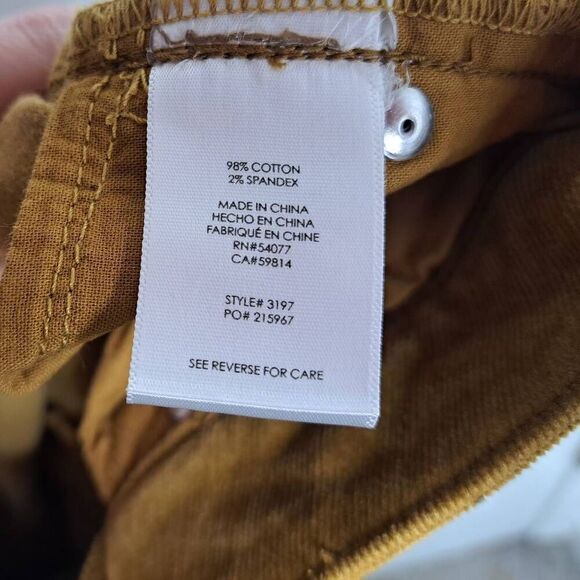 98% COTTON
2% SPANDEX
MADE IN CHINA
HECHO EN CHINA
FABRIQUÉ EN CHINE
RN#54077
CA#59814
STYLE# 3197
PO# 215967
SEE REVERSE FOR CARE